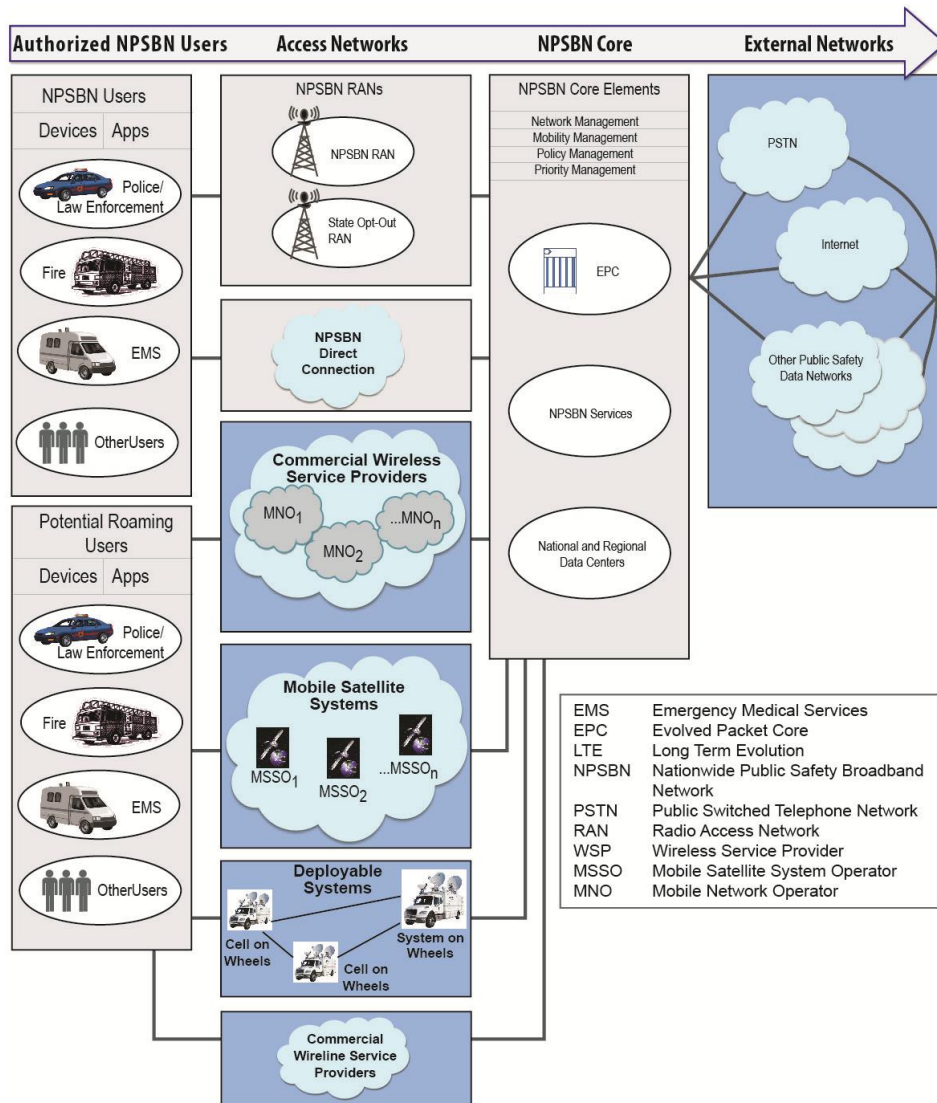 Authorized NPSBN Users
Access Networks
NPSBN Core
External Networks
NPSBN Users
Devices
Apps
Police/
Law Enforcement
Fire
EMS
OtherUsers
Potential Roaming
Users
Devices
Apps
Police/
Law Enforcement
Fire
EMS
OtherUsers
NPSBN RANs
NPSBN RAN
State Opt-Out
RAN
NPSBN
Direct
Connection
Commercial Wireless
Service Providers
MNO1
MNO2
...MNOn
Mobile Satellite
Systems
MSSO1
MSSO2
...MSSOn
Deployable Systems
Cell on
Wheels
Cell on
Wheels
System on
Wheels
Commercial
Wireline Service
Providers
NPSBN Core Elements
Network Management
Mobility Management
Policy Management
Priority Management
EPC
NPSBN Services
National and Regional
Data Centers
PSTN
Internet
Other Public Safety
Data Networks
EMS Emergency Medical Services
EPC Evolved Packet Core
LTE Long Term Evolution
NPSBN Nationwide Public Safety Broadband
Network
PSTN Public Switched Telephone Network
RAN Radio Access Network
WSP Wireless Service Provider
MSSO Mobile Satellite System Operator
MNO Mobile Network Operator